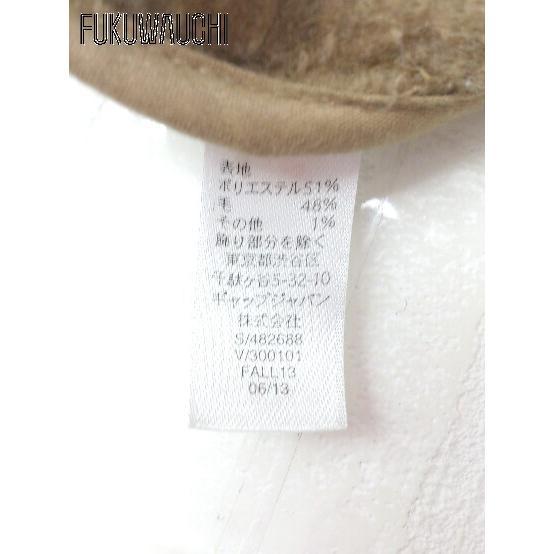 FUKUWAUCHI
表地
ポリエステル51%
毛 48%
その他 1%
飾り部分を除く
東京都渋谷区
千駄ヶ谷5-32-10
ギャップジャパン
株式会社
S/482688
V/300101
FALL13
06/13